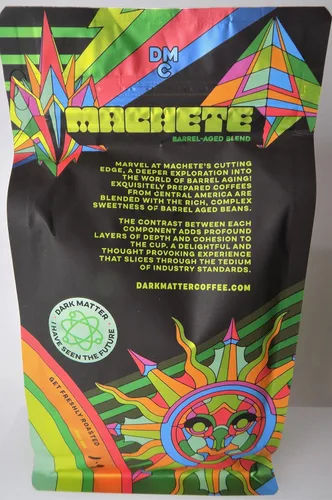 DM
C
MACHETE
BARREL-AGED BLEND
MARVEL AT MACHETE'S CUTTING
EDGE, A DEEPER EXPLORATION INTO
THE WORLD OF BARREL AGING!
EXQUISITELY PREPARED COFFEES
FROM CENTRAL AMERICA ARE
BLENDED WITH THE RICH, COMPLEX
SWEETNESS OF BARREL AGED BEANS.
THE CONTRAST BETWEEN EACH
COMPONENT ADDS PROFOUND
LAYERS OF DEPTH AND COHESION TO
THE CUP, A DELIGHTFUL AND
THOUGHT PROVOKING EXPERIENCE
THAT SLICES THROUGH THE TEDIUM
OF INDUSTRY STANDARDS.
DARKMATTERCOFFEE.COM
DARK MATTER
I HAVE SEEN THE FUTURE
GET FRESHLY ROASTED